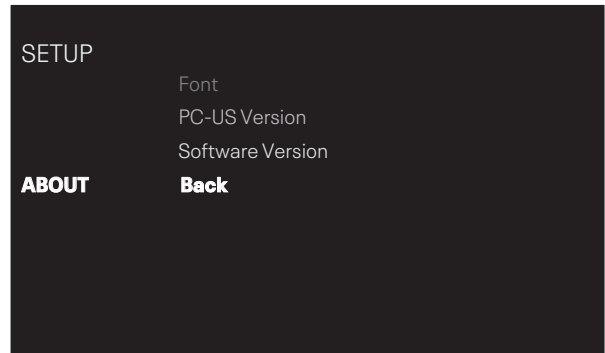 SETUP
Font
PC-US Version
Software Version
ABOUT Back